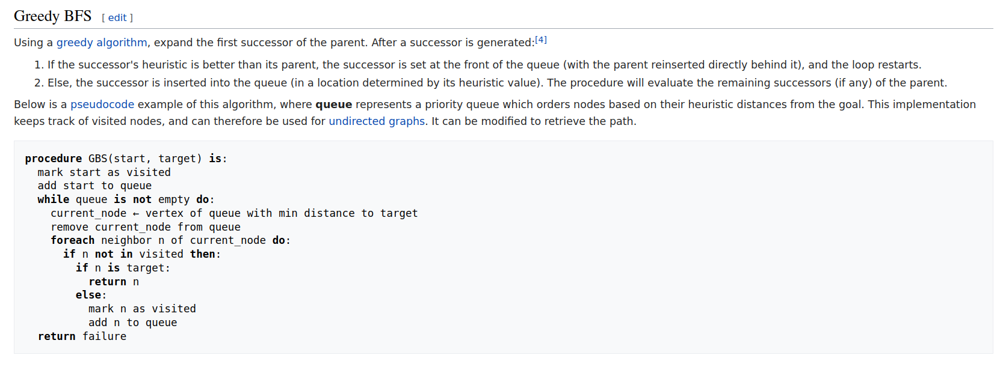 Greedy BFS [ edit ]
Using a greedy algorithm, expand the first successor of the parent. After a successor is generated:[4]
1. If the successor's heuristic is better than its parent, the successor is set at the front of the queue (with the parent reinserted directly behind it), and the loop restarts.
2. Else, the successor is inserted into the queue (in a location determined by its heuristic value). The procedure will evaluate the remaining successors (if any) of the parent.
Below is a pseudocode example of this algorithm, where queue represents a priority queue which orders nodes based on their heuristic distances from the goal. This implementation
keeps track of visited nodes, and can therefore be used for undirected graphs. It can be modified to retrieve the path.
procedure GBS(start, target) is:
  mark start as visited
  add start to queue
  while queue is not empty do:
    current_node ← vertex of queue with min distance to target
    remove current_node from queue
    foreach neighbor n of current_node do:
      if n not in visited then:
        if n is target:
          return n
        else:
          mark n as visited
          add n to queue
  return failure